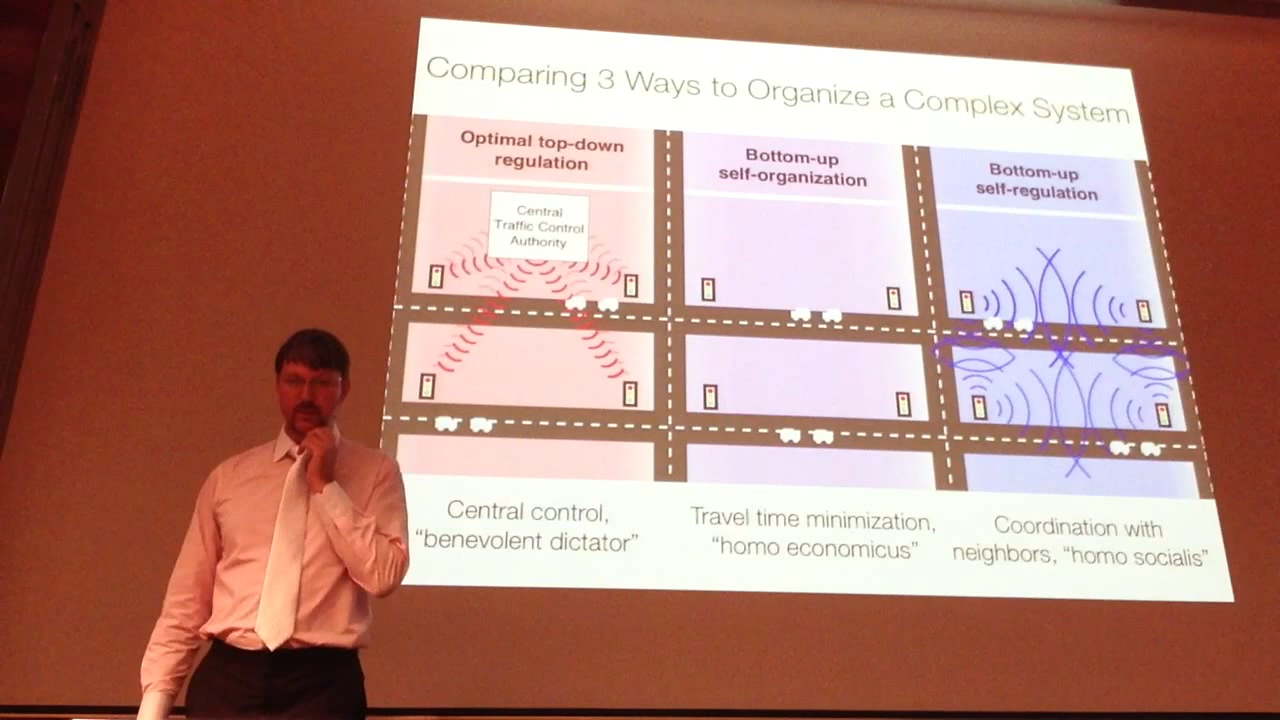 Comparing 3 Ways to Organize a Complex System
Optimal top-down
regulation
Central
Traffic Control
Authority
Bottom-up
self-organization
Bottom-up
self-regulation
Central control,
“benevolent dictator”
Travel time minimization,
“homo economicus”
Coordination with
neighbors, “homo socialis”